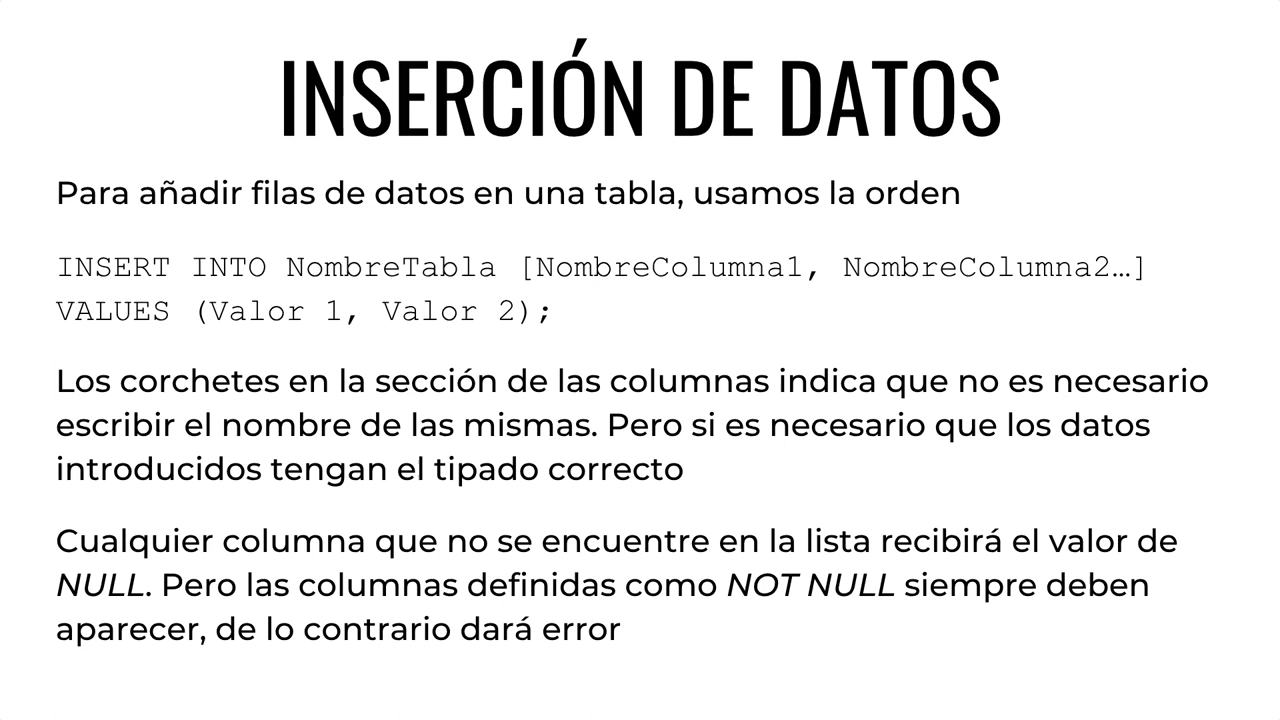 INSERCIÓN DE DATOS
Para añadir filas de datos en una tabla, usamos la orden
INSERT INTO NombreTabla [NombreColumna1, NombreColumna2…]
VALUES (Valor 1, Valor 2);
Los corchetes en la sección de las columnas indica que no es necesario
escribir el nombre de las mismas. Pero si es necesario que los datos
introducidos tengan el tipado correcto
Cualquier columna que no se encuentre en la lista recibirá el valor de
NULL. Pero las columnas definidas como NOT NULL siempre deben
aparecer, de lo contrario dará error